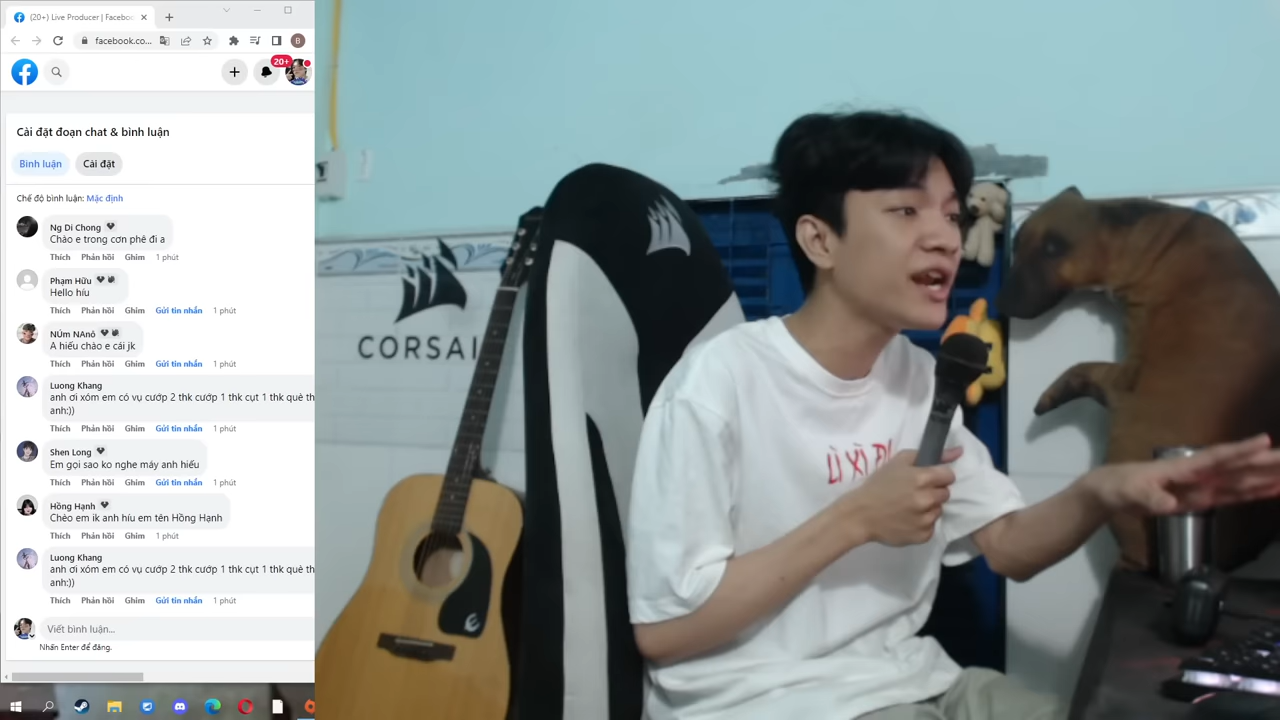 (20+) Live Producer | Faceboo
facebook.co...
B
20+
Cài đặt đoạn chat & bình luận
Bình luận
Cài đặt
Chế độ bình luận: Mặc định
Ng Di Chong
Chào e trong cơn phê đi a
Thích Phản hồi Ghim 1 phút
Phạm Hữu
Hello híu
Thích Phản hồi Ghim Gửi tin nhắn 1 phút
NÚm NAnò
A hiếu chào e cái jk
Thích Phản hồi Ghim Gửi tin nhắn 1 phút
Luong Khang
anh ơi xóm em có vụ cướp 2 thk cướp 1 thk cụt 1 thk què th
anh:))
Thích Phản hồi Ghim Gửi tin nhắn 1 phút
Shen Long
Em gọi sao ko nghe máy anh hiếu
Thích Phản hồi Ghim Gửi tin nhắn 1 phút
Hồng Hạnh
Chèo em ik anh híu em tên Hồng Hạnh
Thích Phản hồi Ghim 1 phút
Luong Khang
anh ơi xóm em có vụ cướp 2 thk cướp 1 thk cụt 1 thk què th
anh:))
Thích Phản hồi Ghim Gửi tin nhắn 1 phút
Viết bình luận...
Nhấn Enter để đăng.
CORSAI
LÌ XÌ